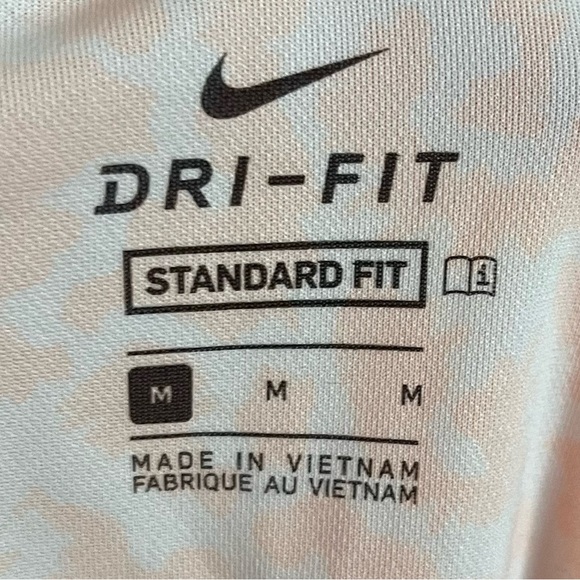 DRI-FIT
STANDARD FIT i
M M M
MADE IN VIETNAM
FABRIQUE AU VIETNAM